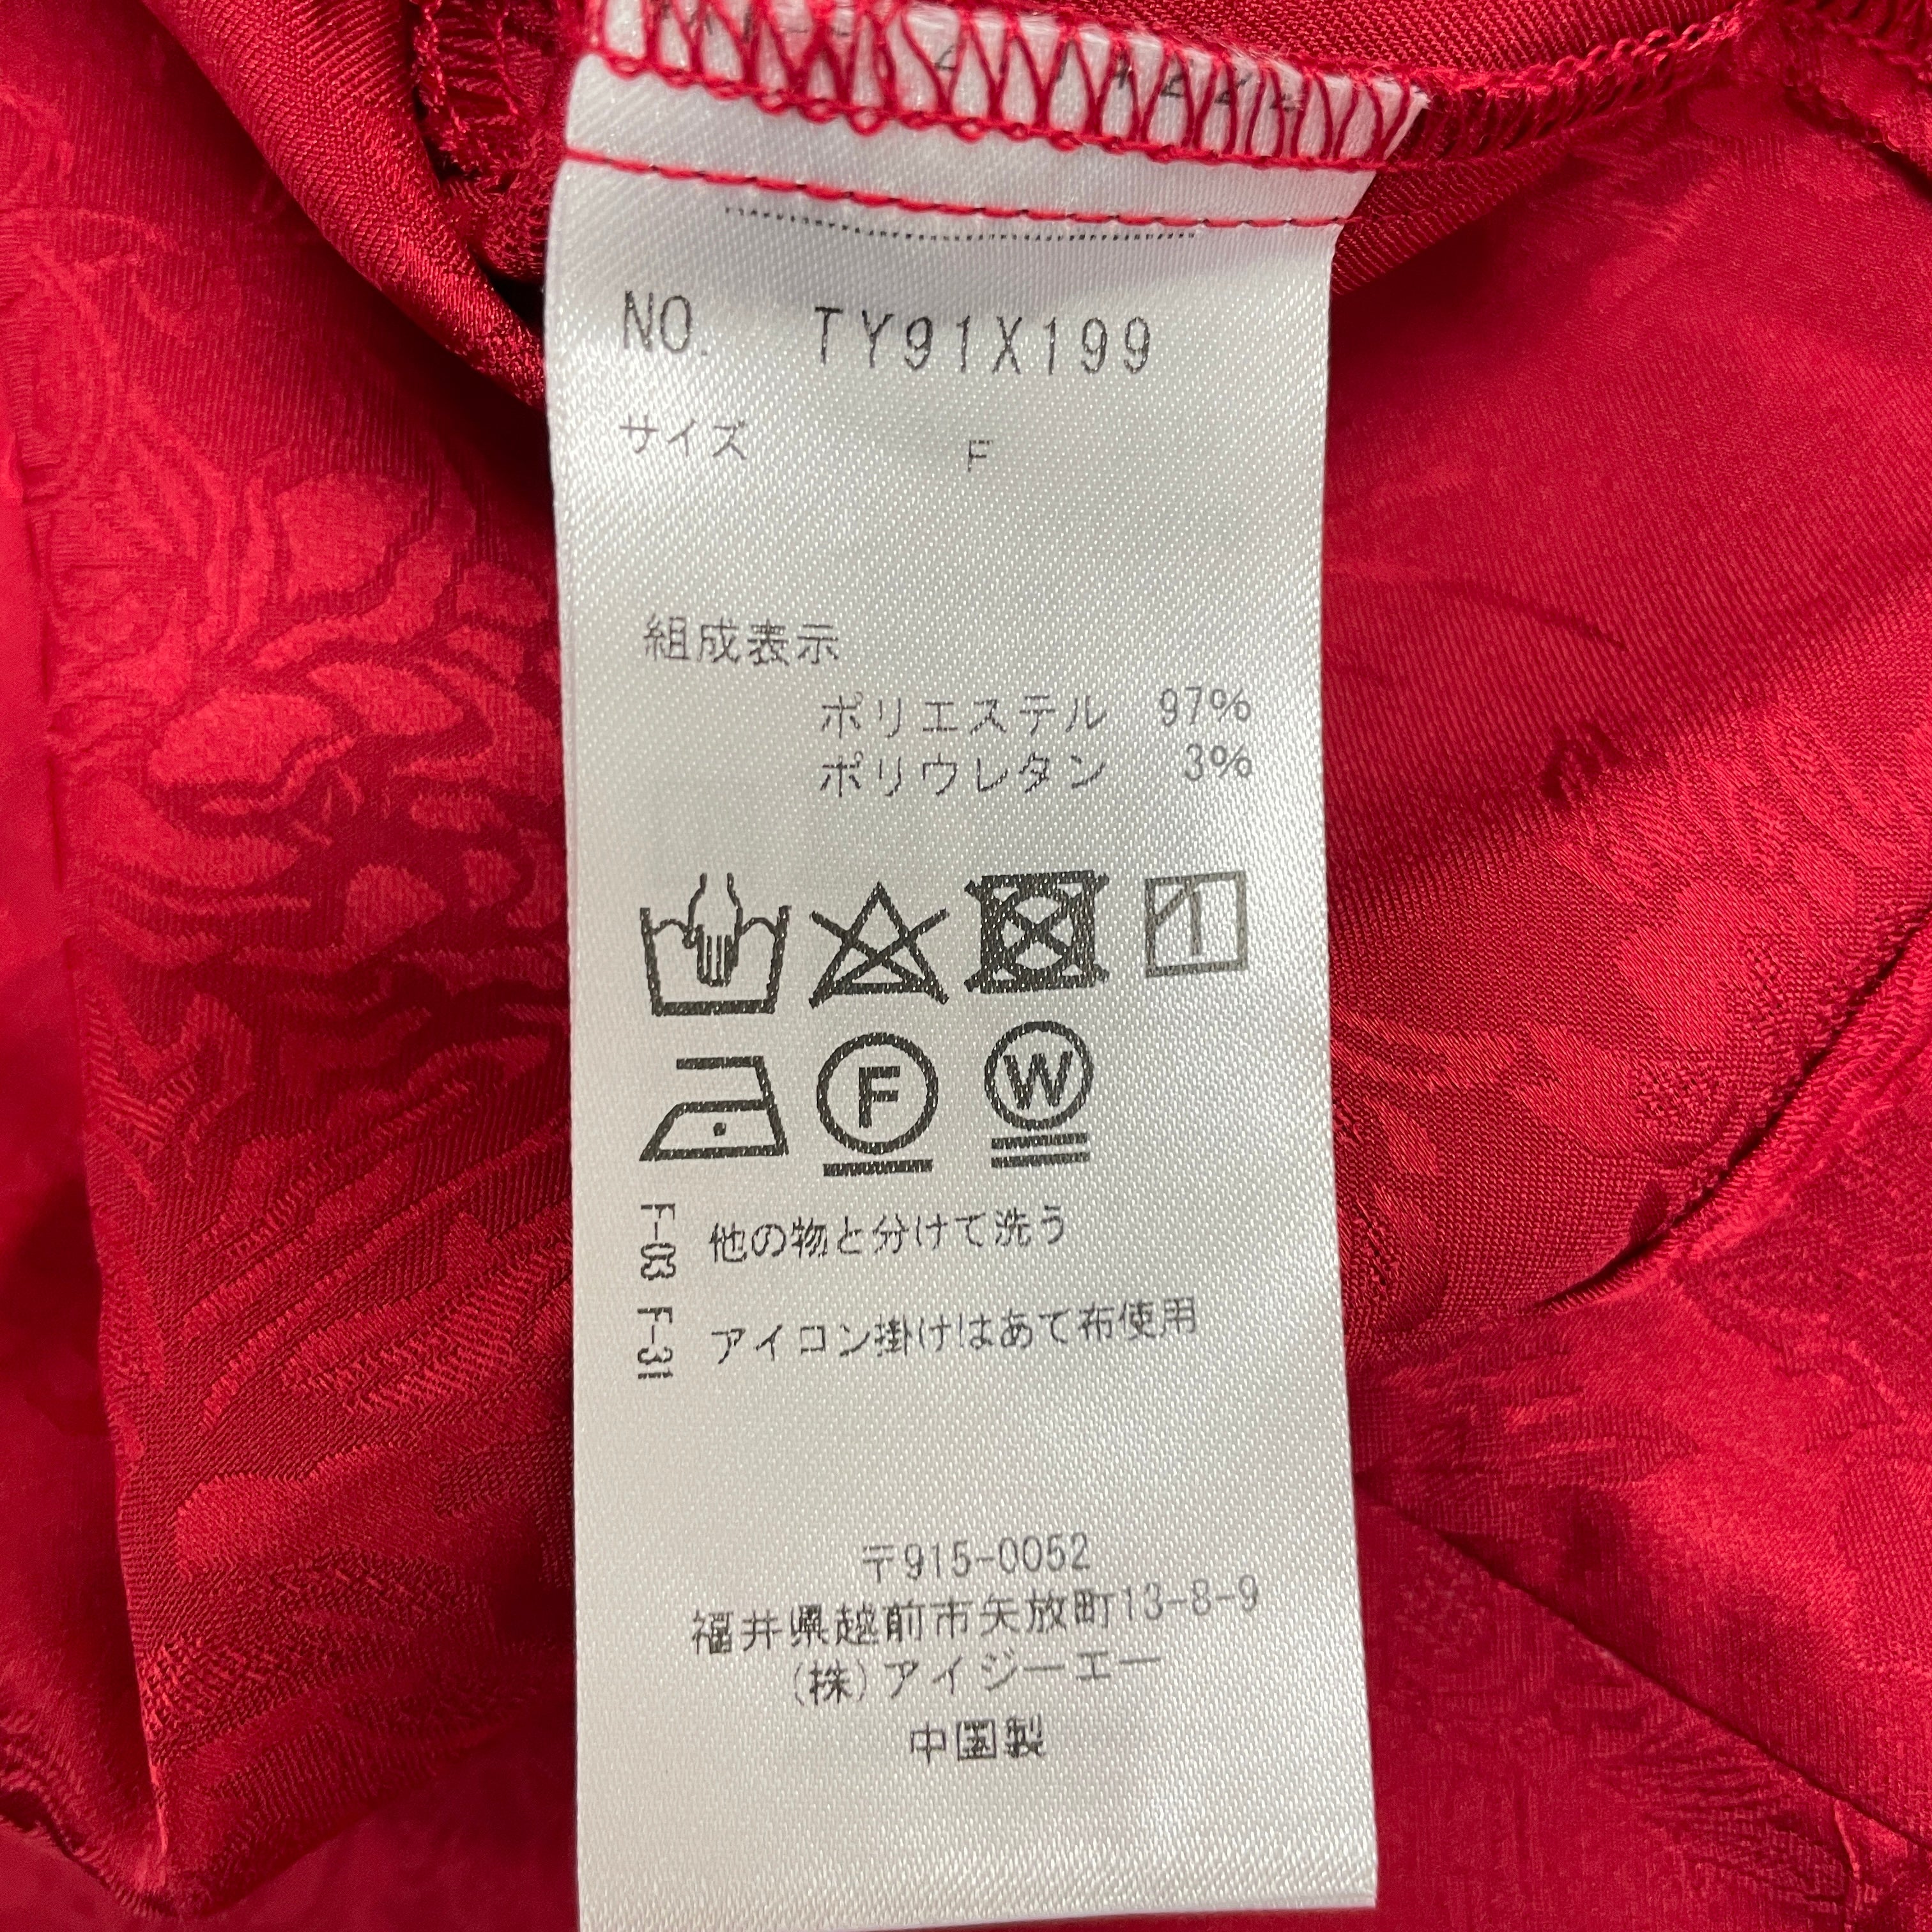 NO. TY91X199
サイズ F
組成表示
ポリエステル 97%
ポリウレタン 3%
F W
F-03 他の物と分けて洗う
F-31 アイロン掛けはあて布使用
〒915-0052
福井県越前市矢放町13-8-9
(株)アイジーエー
中国製